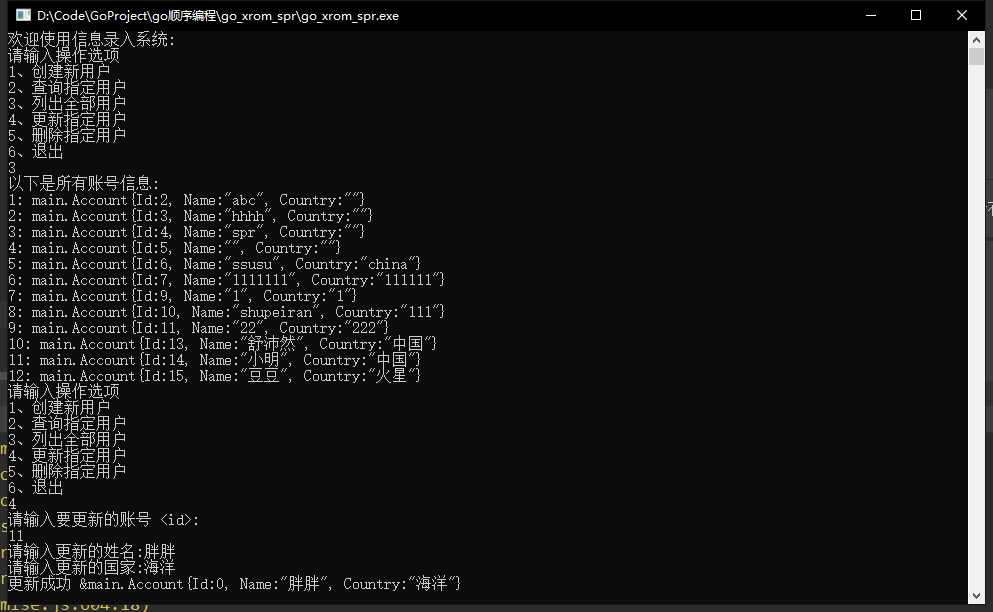 D:\Code\GoProject\go顺序编程\go_xrom_spr\go_xrom_spr.exe
欢迎使用信息录入系统:
请输入操作选项
1、创建新用户
2、查询指定用户
3、列出全部用户
4、更新指定用户
5、删除指定用户
6、退出
3
以下是所有账号信息:
1: main.Account{Id:2, Name:"abc", Country:""}
2: main.Account{Id:3, Name:"hhhh", Country:""}
3: main.Account{Id:4, Name:"spr", Country:""}
4: main.Account{Id:5, Name:"", Country:""}
5: main.Account{Id:6, Name:"ssusu", Country:"china"}
6: main.Account{Id:7, Name:"1111111", Country:"111111"}
7: main.Account{Id:9, Name:"1", Country:"1"}
8: main.Account{Id:10, Name:"shupeiran", Country:"111"}
9: main.Account{Id:11, Name:"22", Country:"222"}
10: main.Account{Id:13, Name:"舒沛然", Country:"中国"}
11: main.Account{Id:14, Name:"小明", Country:"中国"}
12: main.Account{Id:15, Name:"豆豆", Country:"火星"}
请输入操作选项
1、创建新用户
2、查询指定用户
3、列出全部用户
4、更新指定用户
5、删除指定用户
6、退出
4
请输入要更新的账号 <id>:
11
请输入更新的姓名:胖胖
请输入更新的国家:海洋
更新成功 &main.Account{Id:0, Name:"胖胖", Country:"海洋"}